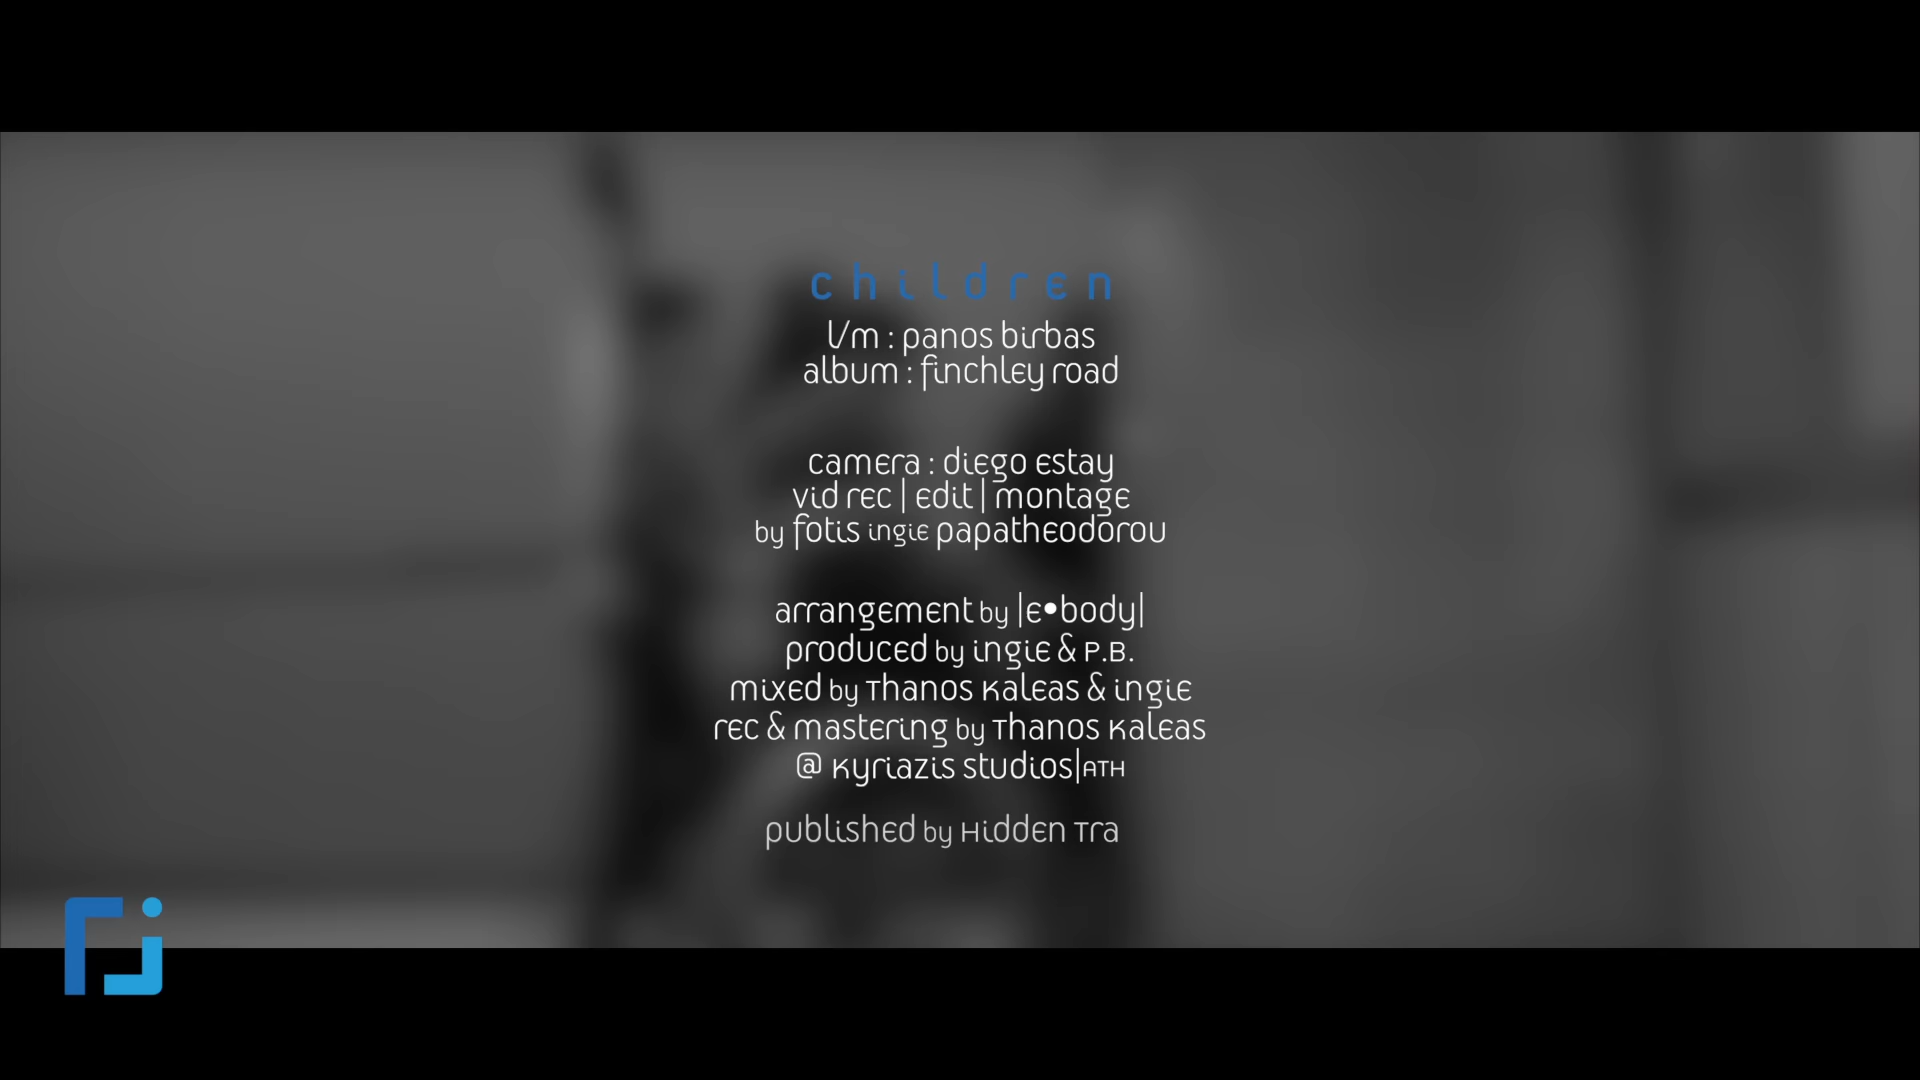 children
l/m : panos birbas
album : finchley road
camera : diego estay
vid rec | edit | montage
by fotis ingie papatheodorou
arrangement by |e•body|
produced by ingie & P.B.
mixed by Thanos Kaleas & ingie
rec & mastering by Thanos Kaleas
@ Kyriazis studios|ATH
published by Hidden Tra